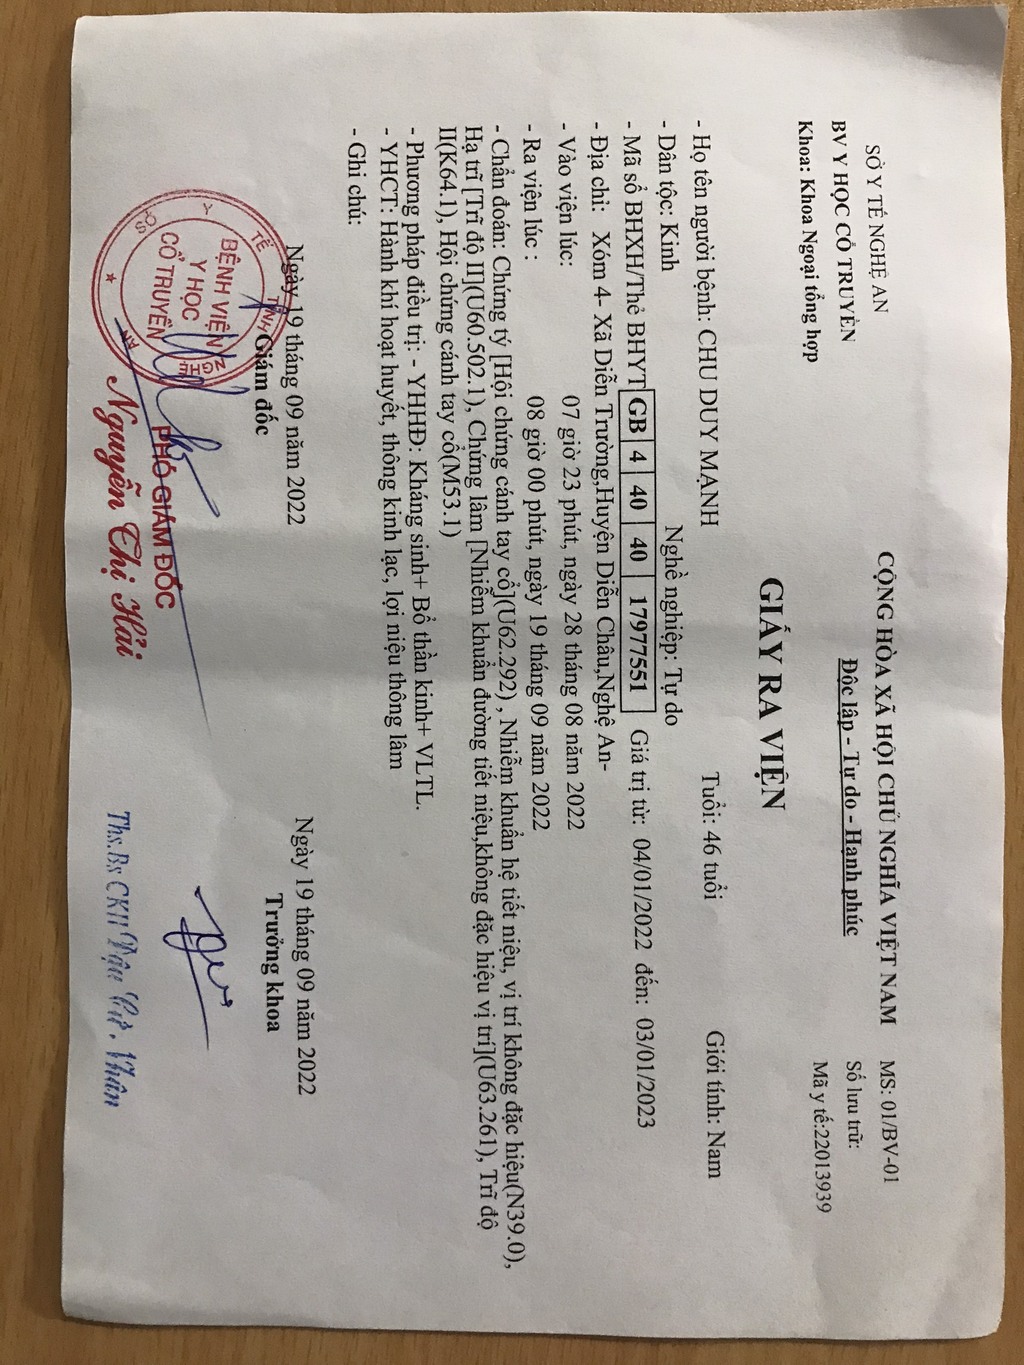 SỞ Y TẾ NGHỆ AN
BV Y HỌC CỔ TRUYỀN
Khoa: Khoa Ngoại tổng hợp
CỘNG HÒA XÃ HỘI CHỦ NGHĨA VIỆT NAM
Độc lập - Tự do - Hạnh phúc
MS: 01/BV-01
Số lưu trữ:
Mã y tế:22013939
GIẤY RA VIỆN
- Họ tên người bệnh: CHU DUY MẠNH Tuổi: 46 tuổi Giới tính: Nam
- Dân tộc: Kinh Nghề nghiệp: Tự do
- Mã số BHXH/Thẻ BHYT GB 4 40 40 17977551 Giá trị từ: 04/01/2022 đến: 03/01/2023
- Địa chỉ: Xóm 4- Xã Diễn Trường,Huyện Diễn Châu,Nghệ An-
- Vào viện lúc: 07 giờ 23 phút, ngày 28 tháng 08 năm 2022
- Ra viện lúc : 08 giờ 00 phút, ngày 19 tháng 09 năm 2022
- Chẩn đoán: Chứng tý [Hội chứng cánh tay cổ](U62.292) , Nhiễm khuẩn hệ tiết niệu, vị trí không đặc hiệu(N39.0),
Hạ trĩ [Trĩ độ II](U60.502.1), Chứng lâm [Nhiễm khuẩn đường tiết niệu,không đặc hiệu vị trí](U63.261), Trĩ độ
II(K64.1), Hội chứng cánh tay cổ(M53.1)
- Phương pháp điều trị: - YHHĐ: Kháng sinh+ Bổ thần kinh+ VLTL.
- YHCT: Hành khí hoạt huyết, thông kinh lạc, lợi niệu thông lâm
- Ghi chú:
Ngày 19 tháng 09 năm 2022
Giám đốc
SỞ Y TẾ TỈNH NGHỆ AN
BỆNH VIỆN
Y HỌC
CỔ TRUYỀN
PHÓ GIÁM ĐỐC
Nguyễn Thị Hải
Ngày 19 tháng 09 năm 2022
Trưởng khoa
Ths.Bs CKII Đậu